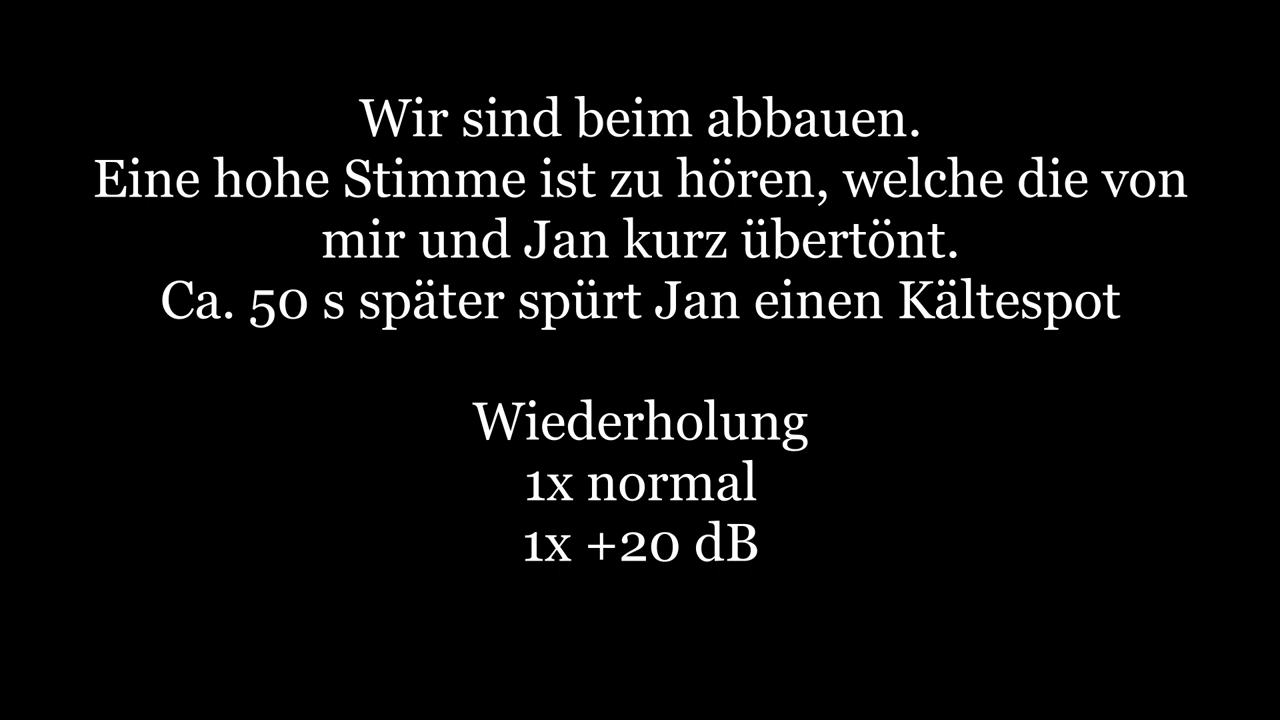 Wir sind beim abbauen.
Eine hohe Stimme ist zu hören, welche die von
mir und Jan kurz übertönt.
Ca. 50 s später spürt Jan einen Kältespot
Wiederholung
1x normal
1x +20 dB